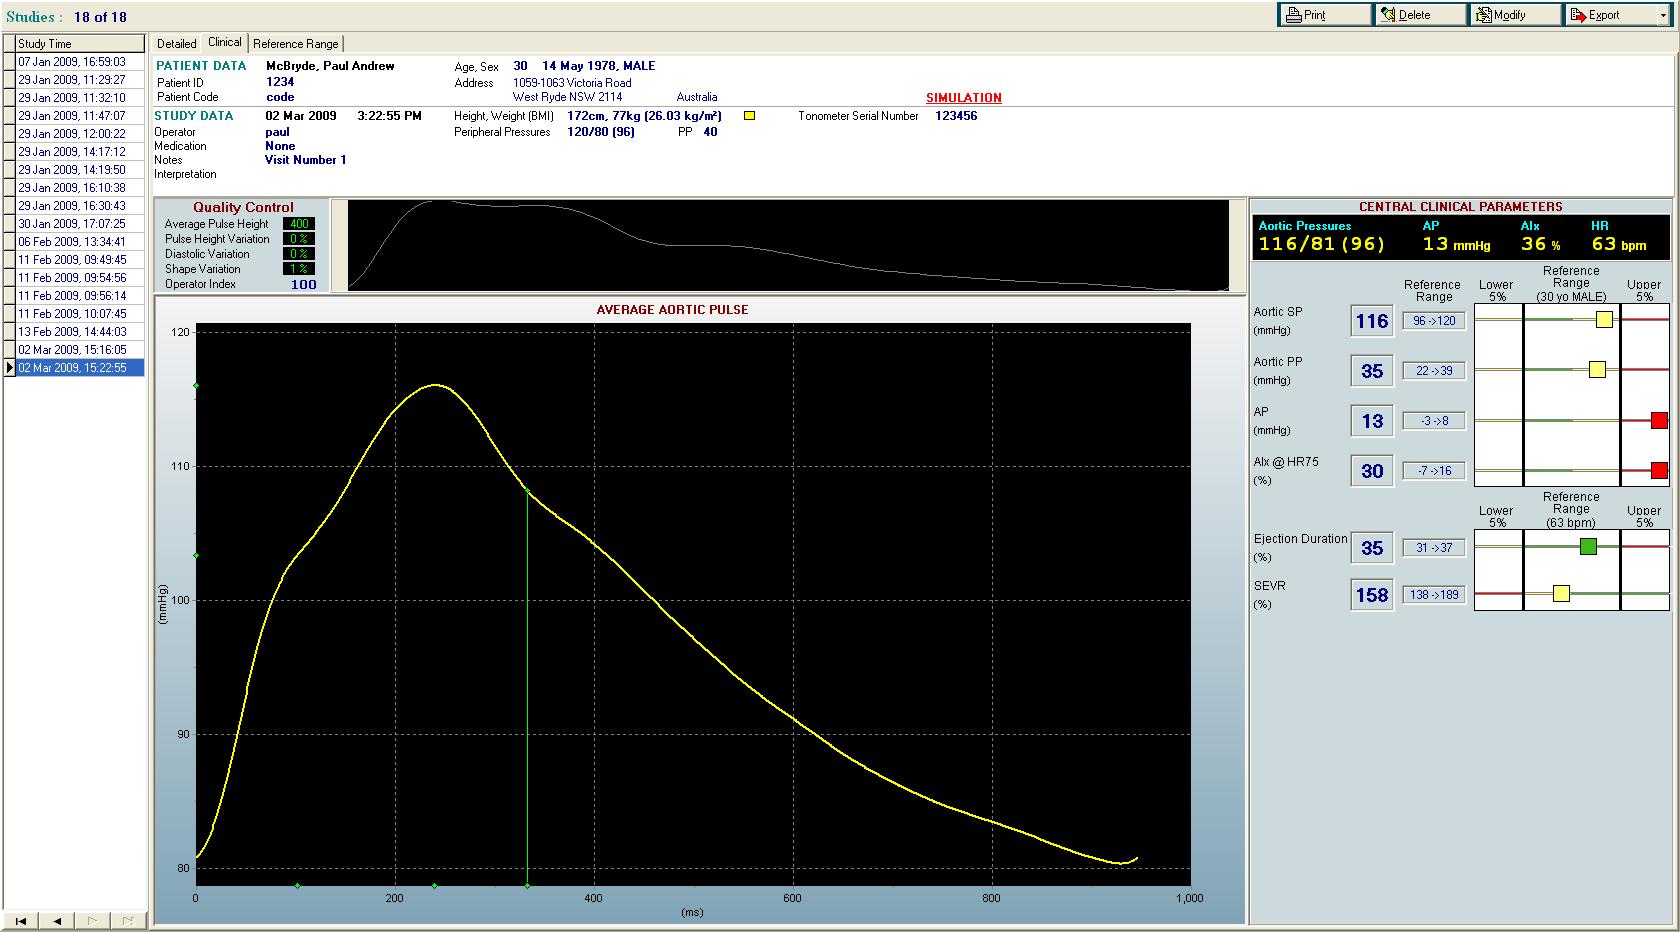 Studies : 18 of 18
Print Delete Modify Export
Study Time
07 Jan 2009, 16:59:03
29 Jan 2009, 11:29:27
29 Jan 2009, 11:32:10
29 Jan 2009, 11:47:07
29 Jan 2009, 12:00:22
29 Jan 2009, 14:17:12
29 Jan 2009, 14:19:50
29 Jan 2009, 16:10:38
29 Jan 2009, 16:30:43
30 Jan 2009, 17:07:25
06 Feb 2009, 13:34:41
11 Feb 2009, 09:49:45
11 Feb 2009, 09:54:56
11 Feb 2009, 09:56:14
11 Feb 2009, 10:07:45
13 Feb 2009, 14:44:03
02 Mar 2009, 15:16:05
02 Mar 2009, 15:22:55
Detailed Clinical Reference Range
PATIENT DATA McBryde, Paul Andrew Age, Sex 30 14 May 1978, MALE
Patient ID 1234 Address 1059-1063 Victoria Road
Patient Code code West Ryde NSW 2114 Australia SIMULATION
STUDY DATA 02 Mar 2009 3:22:55 PM Height, Weight (BMI) 172cm, 77kg (26.03 kg/m²) Tonometer Serial Number 123456
Operator paul Peripheral Pressures 120/80 (96) PP 40
Medication None
Notes Visit Number 1
Interpretation
Quality Control
Average Pulse Height 400
Pulse Height Variation 0 %
Diastolic Variation 0 %
Shape Variation 1 %
Operator Index 100
AVERAGE AORTIC PULSE
120
110
100
90
80
(mmHg)
0 200 400 600 800 1,000
(ms)
CENTRAL CLINICAL PARAMETERS
Aortic Pressures AP AIx HR
116/81 (96) 13 mmHg 36 % 63 bpm
Reference Range Lower 5% Reference Range (30 yo MALE) Upper 5%
Aortic SP (mmHg) 116 96 ->120
Aortic PP (mmHg) 35 22 ->39
AP (mmHg) 13 -3 ->8
AIx @ HR75 (%) 30 -7 ->16
Lower 5% Reference Range (63 bpm) Upper 5%
Ejection Duration (%) 35 31 ->37
SEVR (%) 158 138 ->189